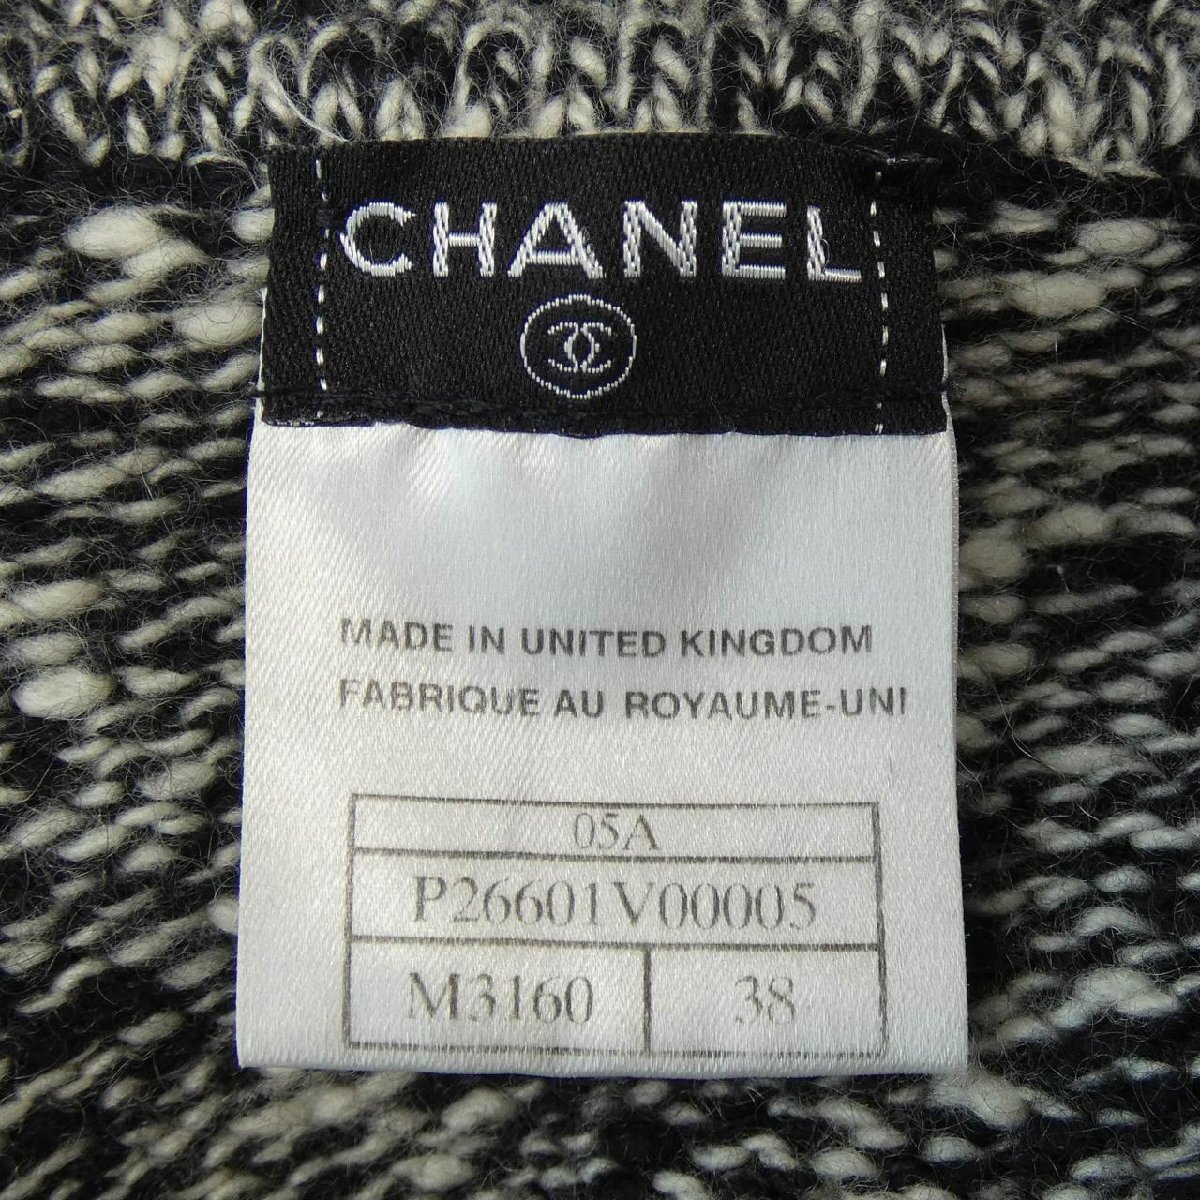 CHANEL
MADE IN UNITED KINGDOM
FABRIQUE AU ROYAUME-UNI
05A
P26601V00005
M3160 38